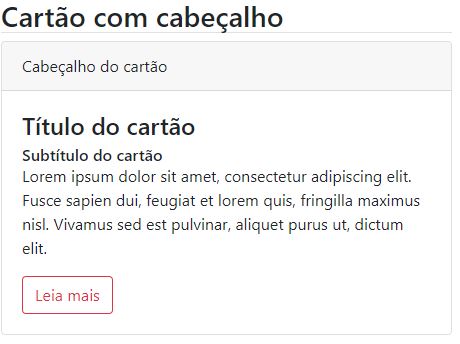 Cartão com cabeçalho
Cabeçalho do cartão
Título do cartão
Subtítulo do cartão
Lorem ipsum dolor sit amet, consectetur adipiscing elit.
Fusce sapien dui, feugiat et lorem quis, fringilla maximus
nisl. Vivamus sed est pulvinar, aliquet purus ut, dictum
elit.
Leia mais